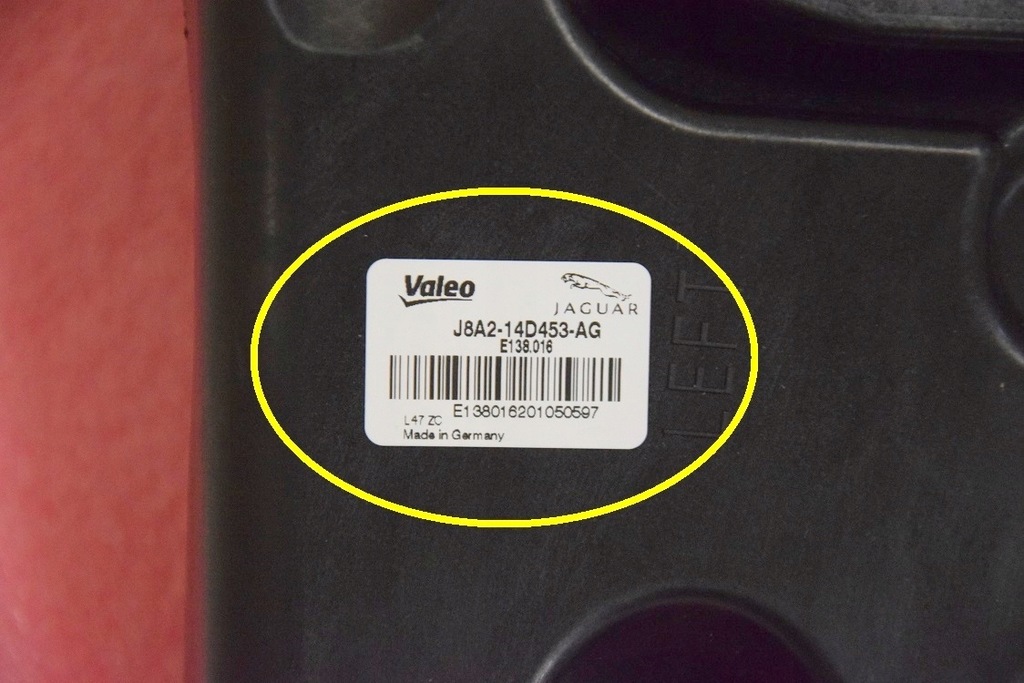 Valeo
JAGUAR
J8A2-14D453-AG
E138.016
E138016201050597
L47 ZC
Made in Germany
LEFT